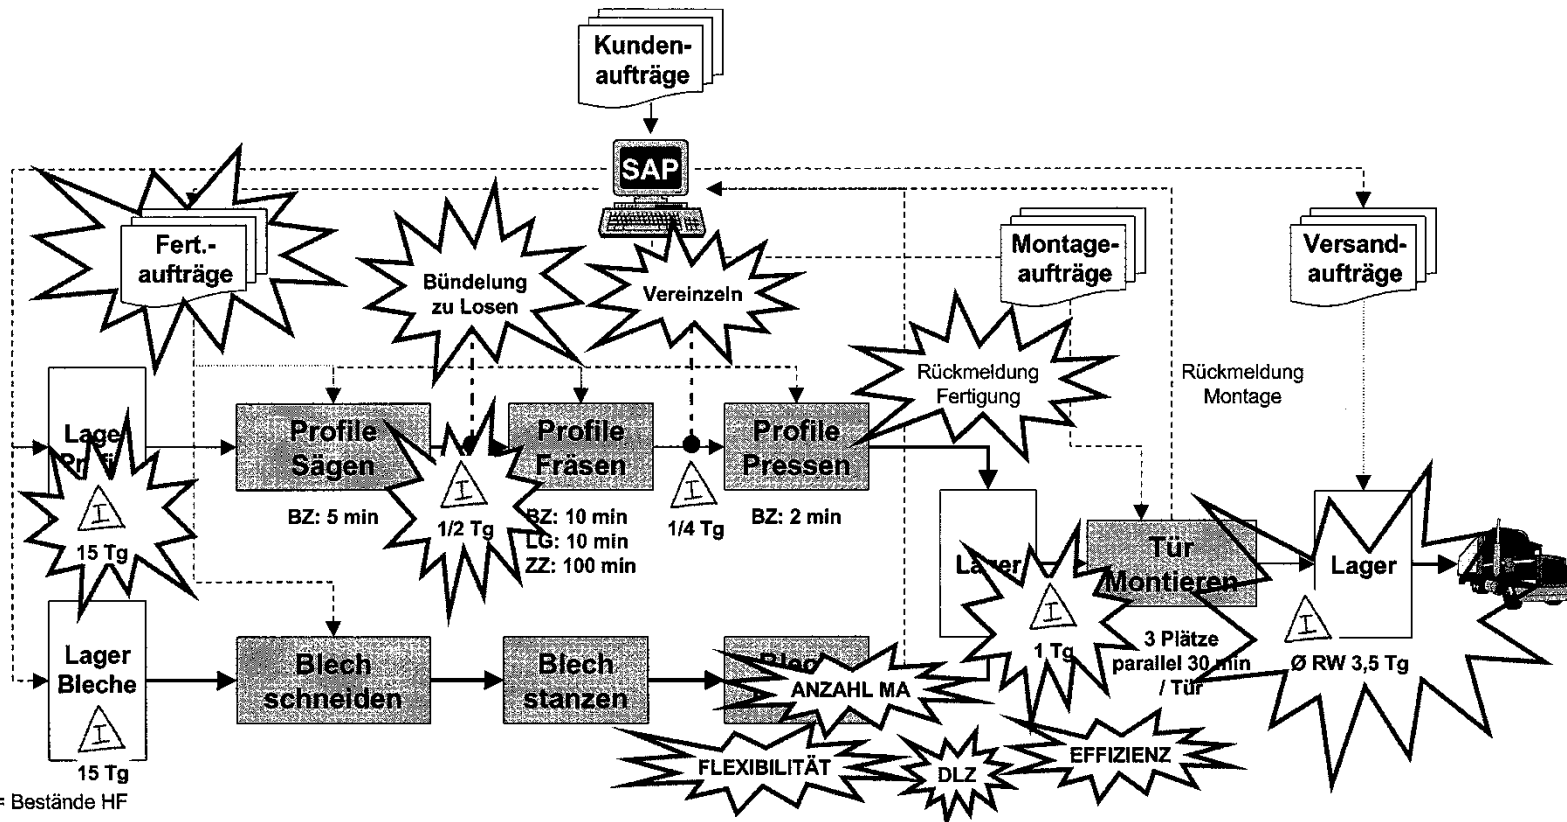 Kunden-
aufträge
SAP
Fert.-
aufträge
Bündelung
zu Losen
Vereinzeln
Montage-
aufträge
Versand-
aufträge
Rückmeldung
Fertigung
Rückmeldung
Montage
I
15 Tg
Profile
Sägen
BZ: 5 min
I
1/2 Tg
Profile
Fräsen
BZ: 10 min
LG: 10 min
ZZ: 100 min
I
1/4 Tg
Profile
Pressen
BZ: 2 min
Lager
I
1 Tg
Tür
Montieren
3 Plätze
parallel 30 min
/ Tür
Lager
I
Ø RW 3,5 Tg
Lager
Bleche
I
15 Tg
Blech
schneiden
Blech
stanzen
ANZAHL MA
FLEXIBILITÄT
DLZ
EFFIZIENZ
= Bestände HF